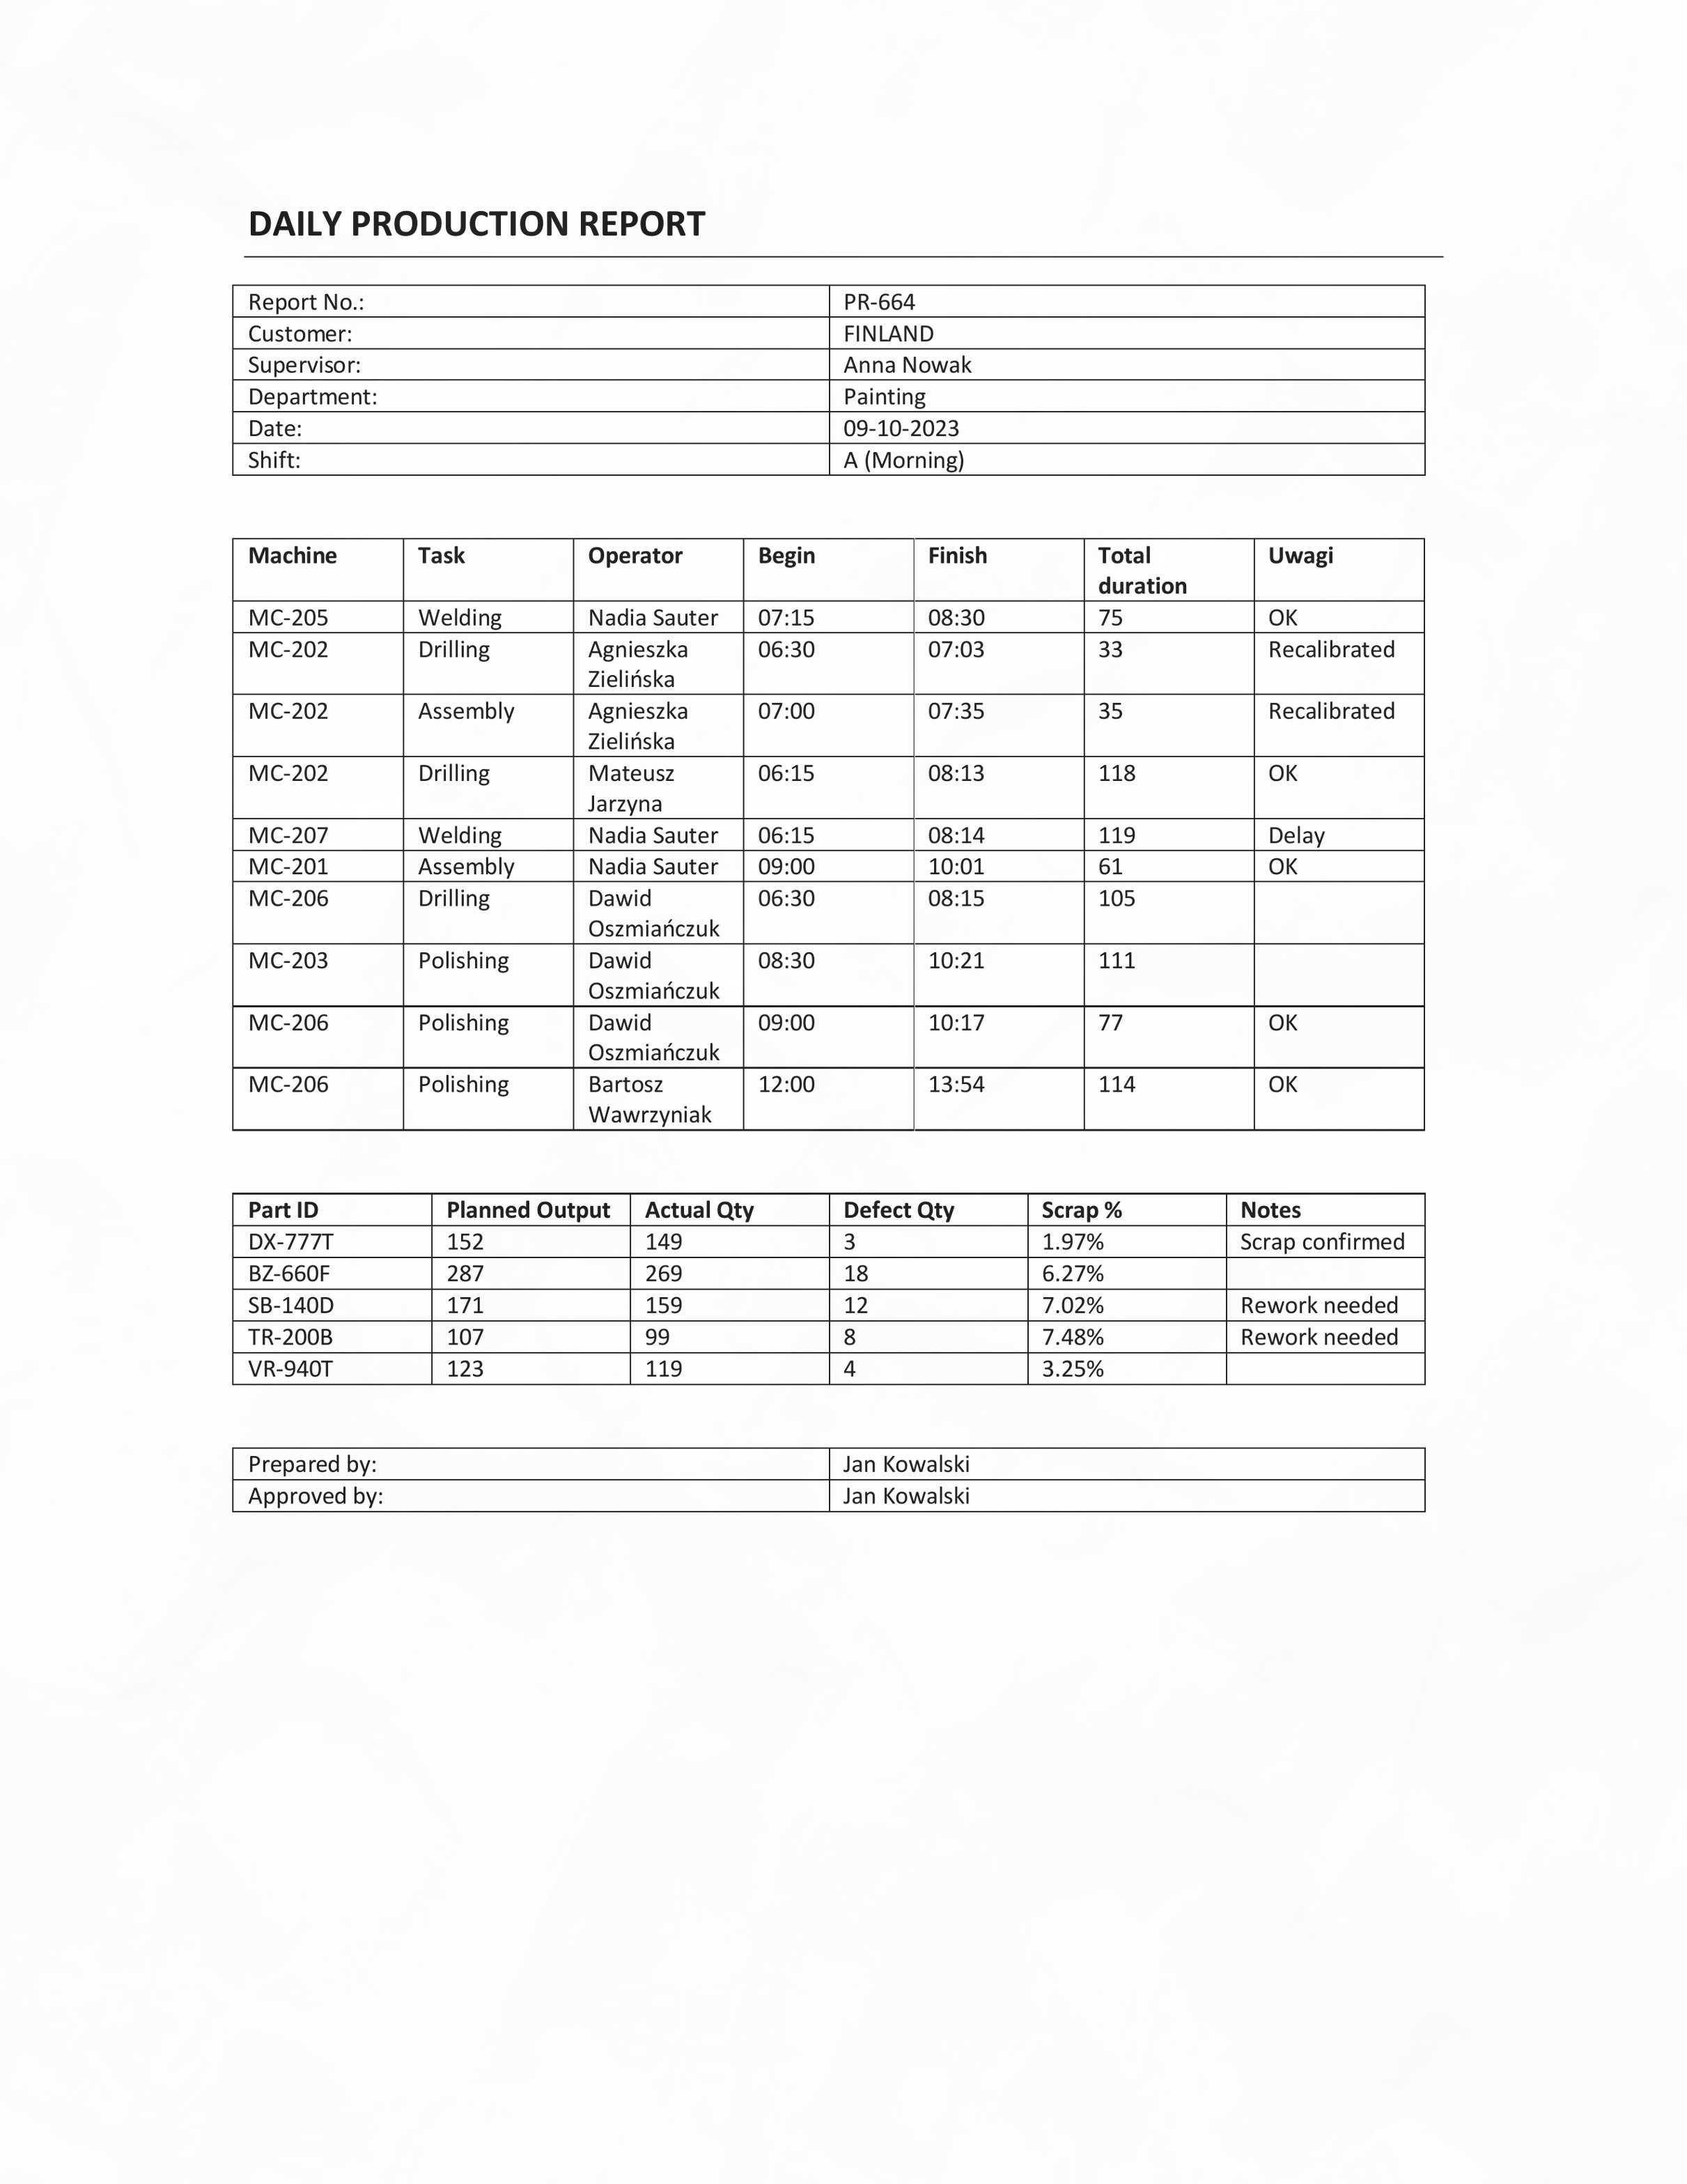 DAILY PRODUCTION REPORT
Report No.: PR-664
Customer: FINLAND
Supervisor: Anna Nowak
Department: Painting
Date: 09-10-2023
Shift: A (Morning)
Machine Task Operator Begin Finish Total duration Uwagi
MC-205 Welding Nadia Sauter 07:15 08:30 75 OK
MC-202 Drilling Agnieszka Zielińska 06:30 07:03 33 Recalibrated
MC-202 Assembly Agnieszka Zielińska 07:00 07:35 35 Recalibrated
MC-202 Drilling Mateusz Jarzyna 06:15 08:13 118 OK
MC-207 Welding Nadia Sauter 06:15 08:14 119 Delay
MC-201 Assembly Nadia Sauter 09:00 10:01 61 OK
MC-206 Drilling Dawid Oszmiańczuk 06:30 08:15 105
MC-203 Polishing Dawid Oszmiańczuk 08:30 10:21 111
MC-206 Polishing Dawid Oszmiańczuk 09:00 10:17 77 OK
MC-206 Polishing Bartosz Wawrzyniak 12:00 13:54 114 OK
Part ID Planned Output Actual Qty Defect Qty Scrap % Notes
DX-777T 152 149 3 1.97% Scrap confirmed
BZ-660F 287 269 18 6.27%
SB-140D 171 159 12 7.02% Rework needed
TR-200B 107 99 8 7.48% Rework needed
VR-940T 123 119 4 3.25%
Prepared by: Jan Kowalski
Approved by: Jan Kowalski